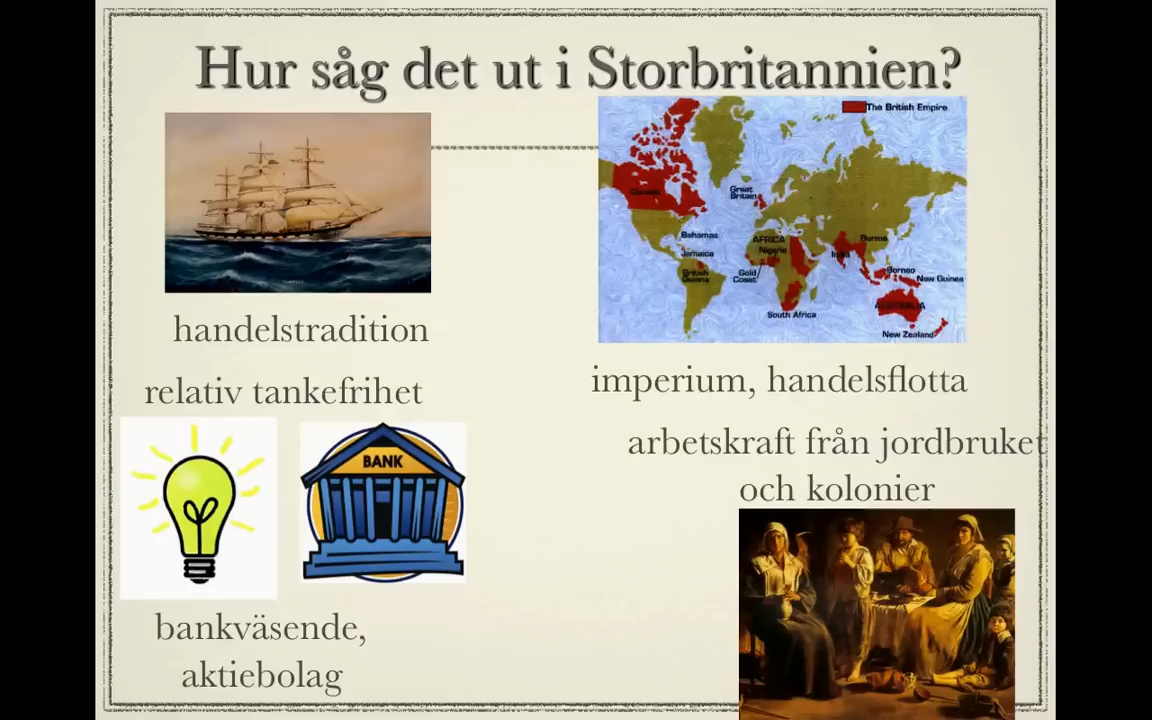 Hur såg det ut i Storbritannien?
The British Empire
Canada
Great
Britain
Bahamas
Jamaica
British
Guiana
AFRICA
Nigeria
Gold
Coast
South Africa
India
Burma
Borneo
New Guinea
AUSTRALIA
New Zealand
handelstradition
relativ tankefrihet
imperium, handelsflotta
arbetskraft från jordbruket
och kolonier
BANK
bankväsende,
aktiebolag